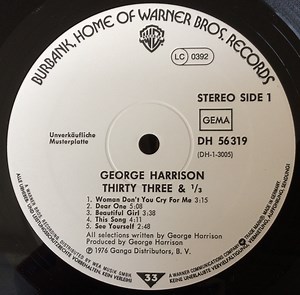 BURBANK, HOME OF WARNER BROS. RECORDS
LC 0392
STEREO SIDE 1
GEMA
DH 56319
(DH-1-3005)
Unverkäufliche
Musterplatte
GEORGE HARRISON
THIRTY THREE & 1/3
1. Woman Don't You Cry For Me 3:15
2. Dear One 5:08
3. Beautiful Girl 3:38
4. This Song 4:11
5. See Yourself 2:48
All selections written by George Harrison
Produced by George Harrison
℗ 1976 Ganga Distributors, B. V.
33
A WARNER COMMUNICATIONS COMPANY